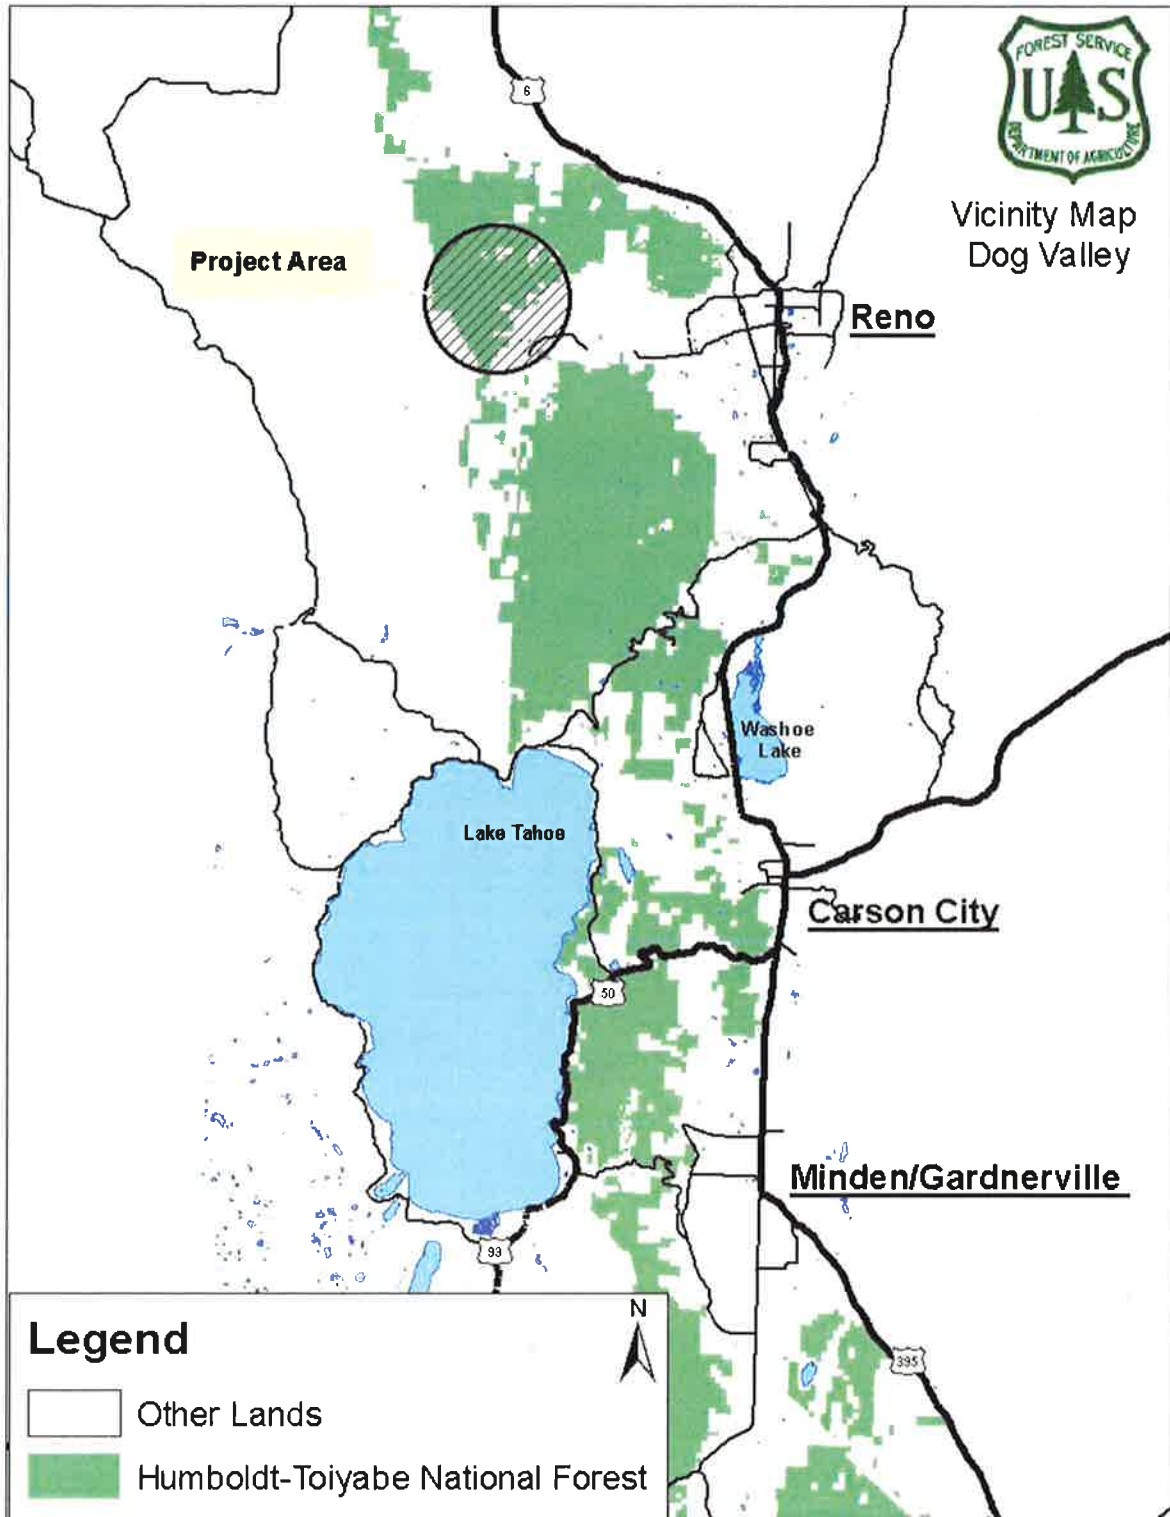 FOREST SERVICE
U S
DEPARTMENT OF AGRICULTURE
Vicinity Map
Dog Valley
6
Project Area
Reno
Washoe
Lake
Lake Tahoe
Carson City
50
Minden/Gardnerville
93
395
N
Legend
Other Lands
Humboldt-Toiyabe National Forest